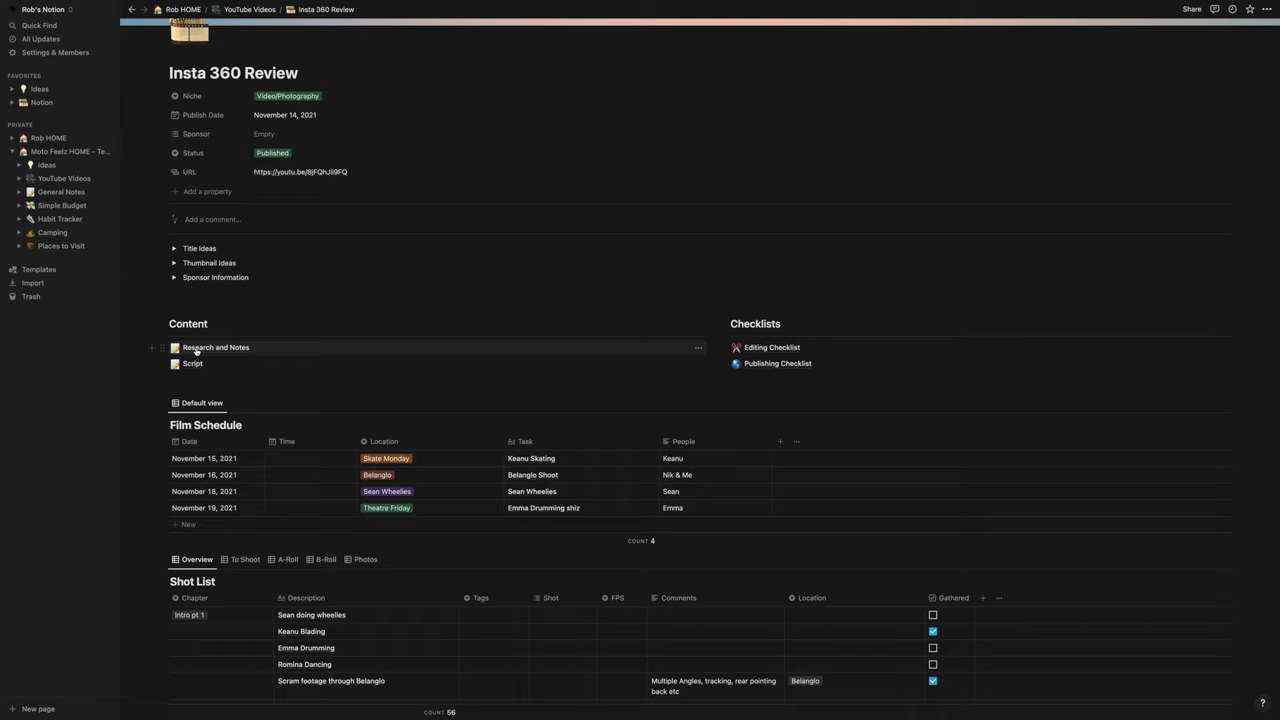 Rob's Notion
Rob HOME / YouTube Videos / Insta 360 Review
Share
Quick Find
All Updates
Settings & Members
FAVORITES
Ideas
Notion
PRIVATE
Rob HOME
Moto Feelz HOME - Te...
Ideas
YouTube Videos
General Notes
Simple Budget
Habit Tracker
Camping
Places to Visit
Templates
Import
Trash
New page
Insta 360 Review
Niche Video/Photography
Publish Date November 14, 2021
Sponsor Empty
Status Published
URL https://youtu.be/8jFQhJli9FQ
Add a property
Add a comment...
Title Ideas
Thumbnail Ideas
Sponsor Information
Content
Research and Notes
Script
Checklists
Editing Checklist
Publishing Checklist
Default view
Film Schedule
Date Time Location Task People
November 15, 2021 Skate Monday Keanu Skating Keanu
November 16, 2021 Belanglo Belanglo Shoot Nik & Me
November 18, 2021 Sean Wheelies Sean Wheelies Sean
November 19, 2021 Theatre Friday Emma Drumming shiz Emma
New
COUNT 4
Overview To Shoot A-Roll B-Roll Photos
Shot List
Chapter Description Tags Shot FPS Comments Location Gathered
Intro pt 1 Sean doing wheelies
Keanu Blading
Emma Drumming
Romina Dancing
Scram footage through Belanglo Multiple Angles, tracking, rear pointing Belanglo
back etc
COUNT 56
?